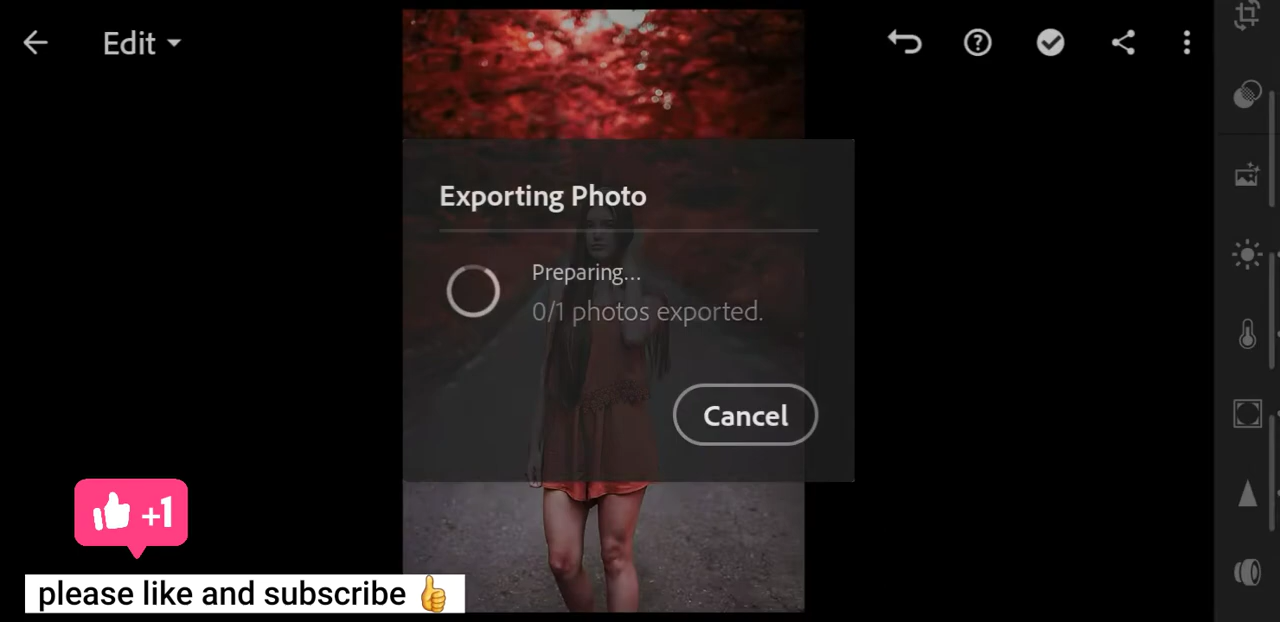 Edit
Exporting Photo
Preparing...
0/1 photos exported.
Cancel
+1
please like and subscribe 👍